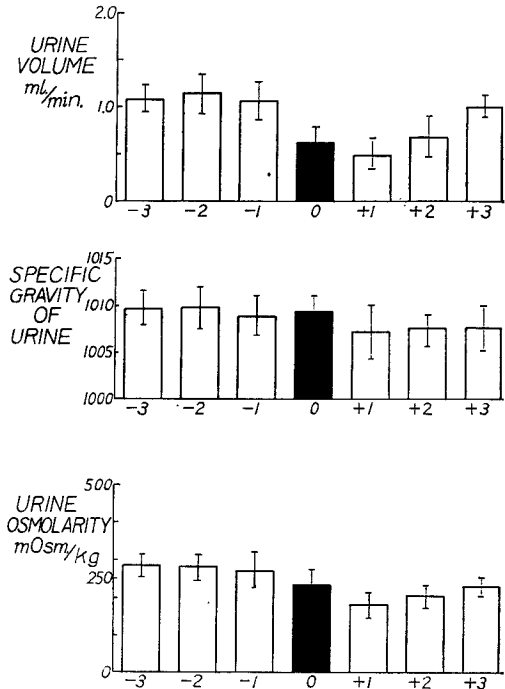 2.0
URINE
VOLUME
ml/min.
1.0
0
-3 -2 -1 0 +1 +2 +3
1015
SPECIFIC
GRAVITY
OF
URINE
1010
1005
1000
-3 -2 -1 0 +1 +2 +3
500
URINE
OSMOLARITY
mOsm/Kg
250
0
-3 -2 -1 0 +1 +2 +3